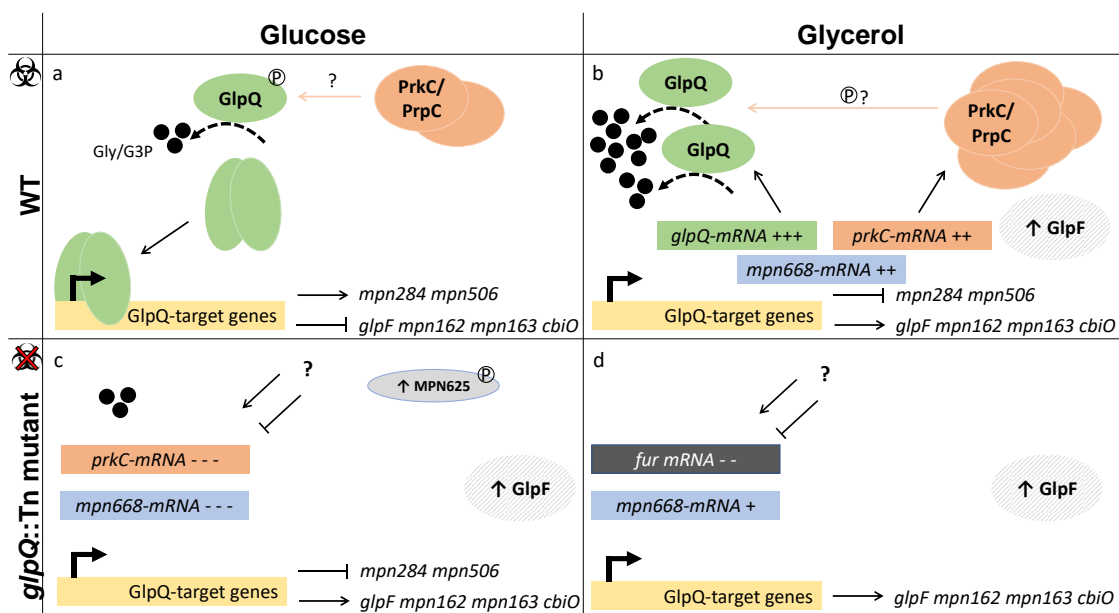 Glucose
Glycerol
WT
a
GlpQ
P
?
PrkC/
PrpC
Gly/G3P
GlpQ-target genes
mpn284 mpn506
glpF mpn162 mpn163 cbiO
b
GlpQ
GlpQ
P?
PrkC/
PrpC
glpQ-mRNA +++
prkC-mRNA ++
mpn668-mRNA ++
↑ GlpF
GlpQ-target genes
mpn284 mpn506
glpF mpn162 mpn163 cbiO
glpQ::Tn mutant
c
?
↑ MPN625
P
prkC-mRNA - - -
mpn668-mRNA - - -
↑ GlpF
GlpQ-target genes
mpn284 mpn506
glpF mpn162 mpn163 cbiO
d
?
fur mRNA - -
mpn668-mRNA +
↑ GlpF
GlpQ-target genes
glpF mpn162 mpn163 cbiO